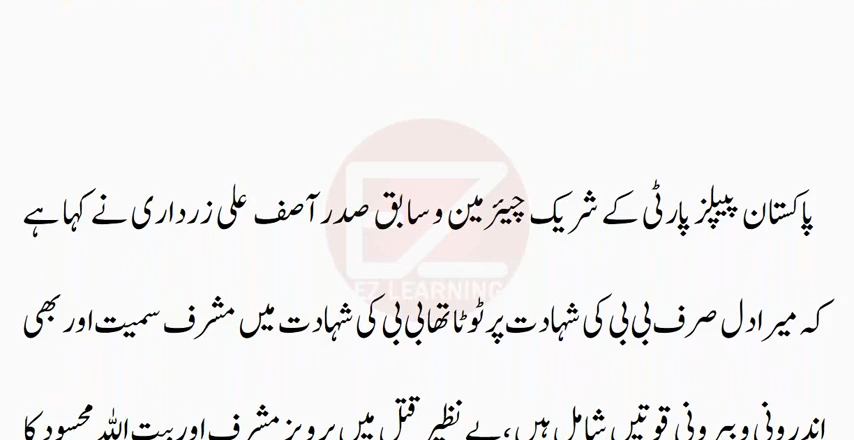 پاکستان پیپلز پارٹی کے شریک چیئرمین و سابق صدر آصف علی زرداری نے کہا ہے
EZ LEARNING
کہ میرا دل صرف بی بی کی شہادت پر ٹوٹا تھا بی بی کی شہادت میں مشرف سمیت اور بھی
اندرونی و بیرونی قوتیں شامل ہیں، بے نظیر قتل میں پرویز مشرف اور بیت اللہ محسود کا